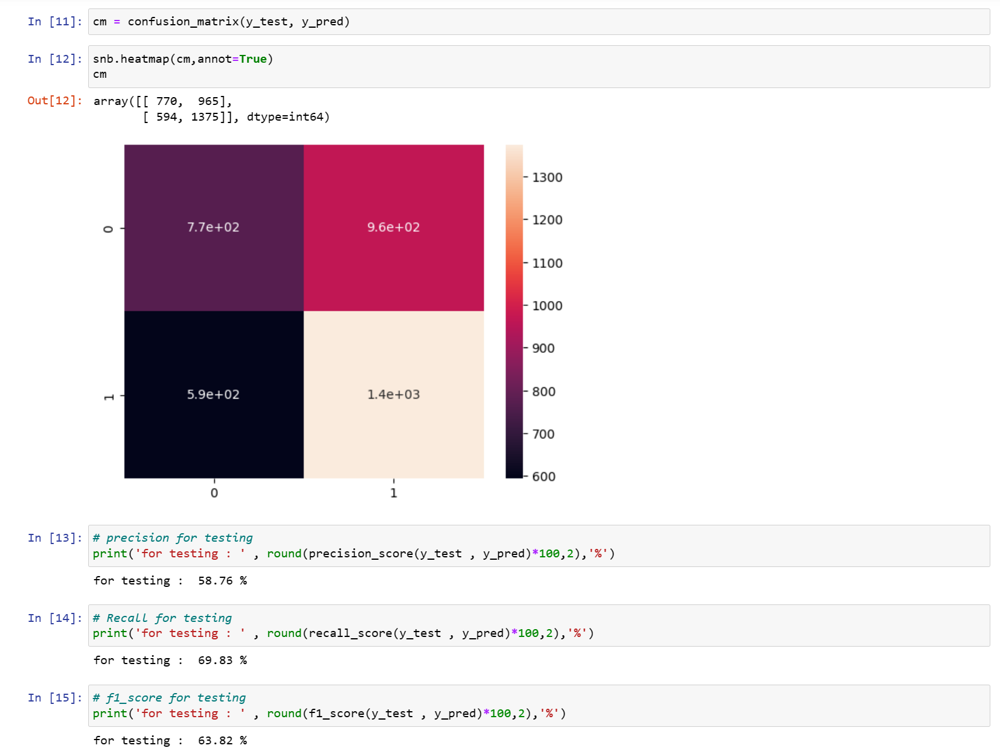 In [11]: cm = confusion_matrix(y_test, y_pred)
In [12]: snb.heatmap(cm,annot=True)
cm
Out[12]: array([[ 770,  965],
       [ 594, 1375]], dtype=int64)
7.7e+02 9.6e+02
5.9e+02 1.4e+03
0
1
0 1
1300
1200
1100
1000
900
800
700
600
In [13]: # precision for testing
print('for testing : ' , round(precision_score(y_test , y_pred)*100,2),'%')
for testing :  58.76 %
In [14]: # Recall for testing
print('for testing : ' , round(recall_score(y_test , y_pred)*100,2),'%')
for testing :  69.83 %
In [15]: # f1_score for testing
print('for testing : ' , round(f1_score(y_test , y_pred)*100,2),'%')
for testing :  63.82 %